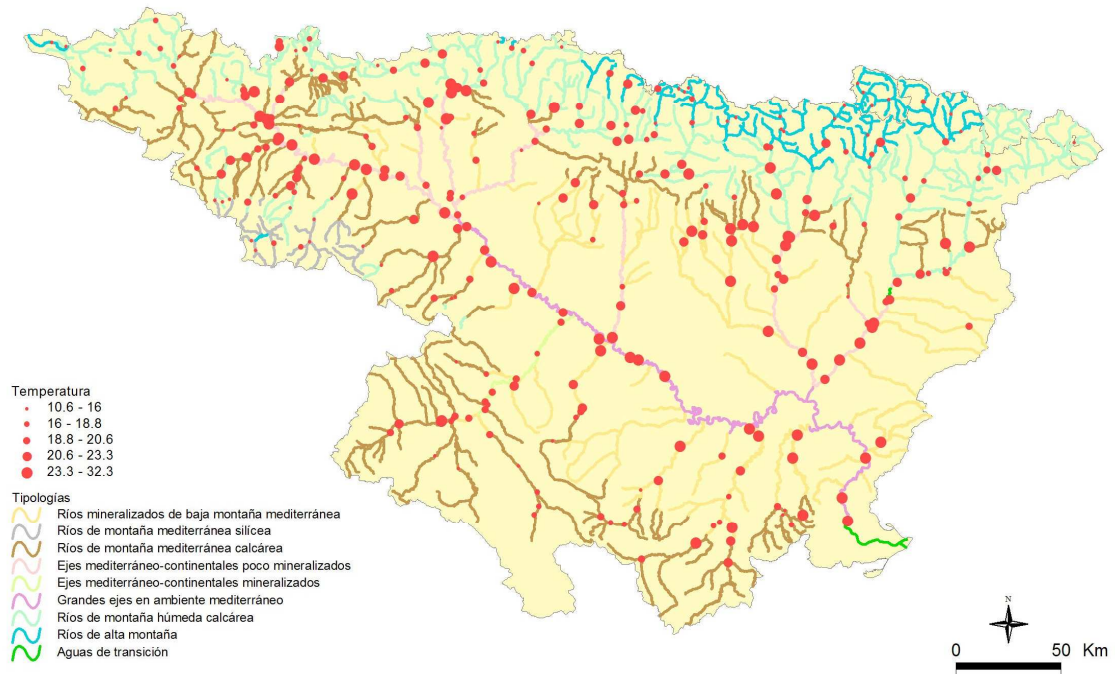 Temperatura
10.6 - 16
16 - 18.8
18.8 - 20.6
20.6 - 23.3
23.3 - 32.3
Tipologías
Ríos mineralizados de baja montaña mediterránea
Ríos de montaña mediterránea silícea
Ríos de montaña mediterránea calcárea
Ejes mediterráneo-continentales poco mineralizados
Ejes mediterráneo-continentales mineralizados
Grandes ejes en ambiente mediterráneo
Ríos de montaña húmeda calcárea
Ríos de alta montaña
Aguas de transición
N
0 50 Km